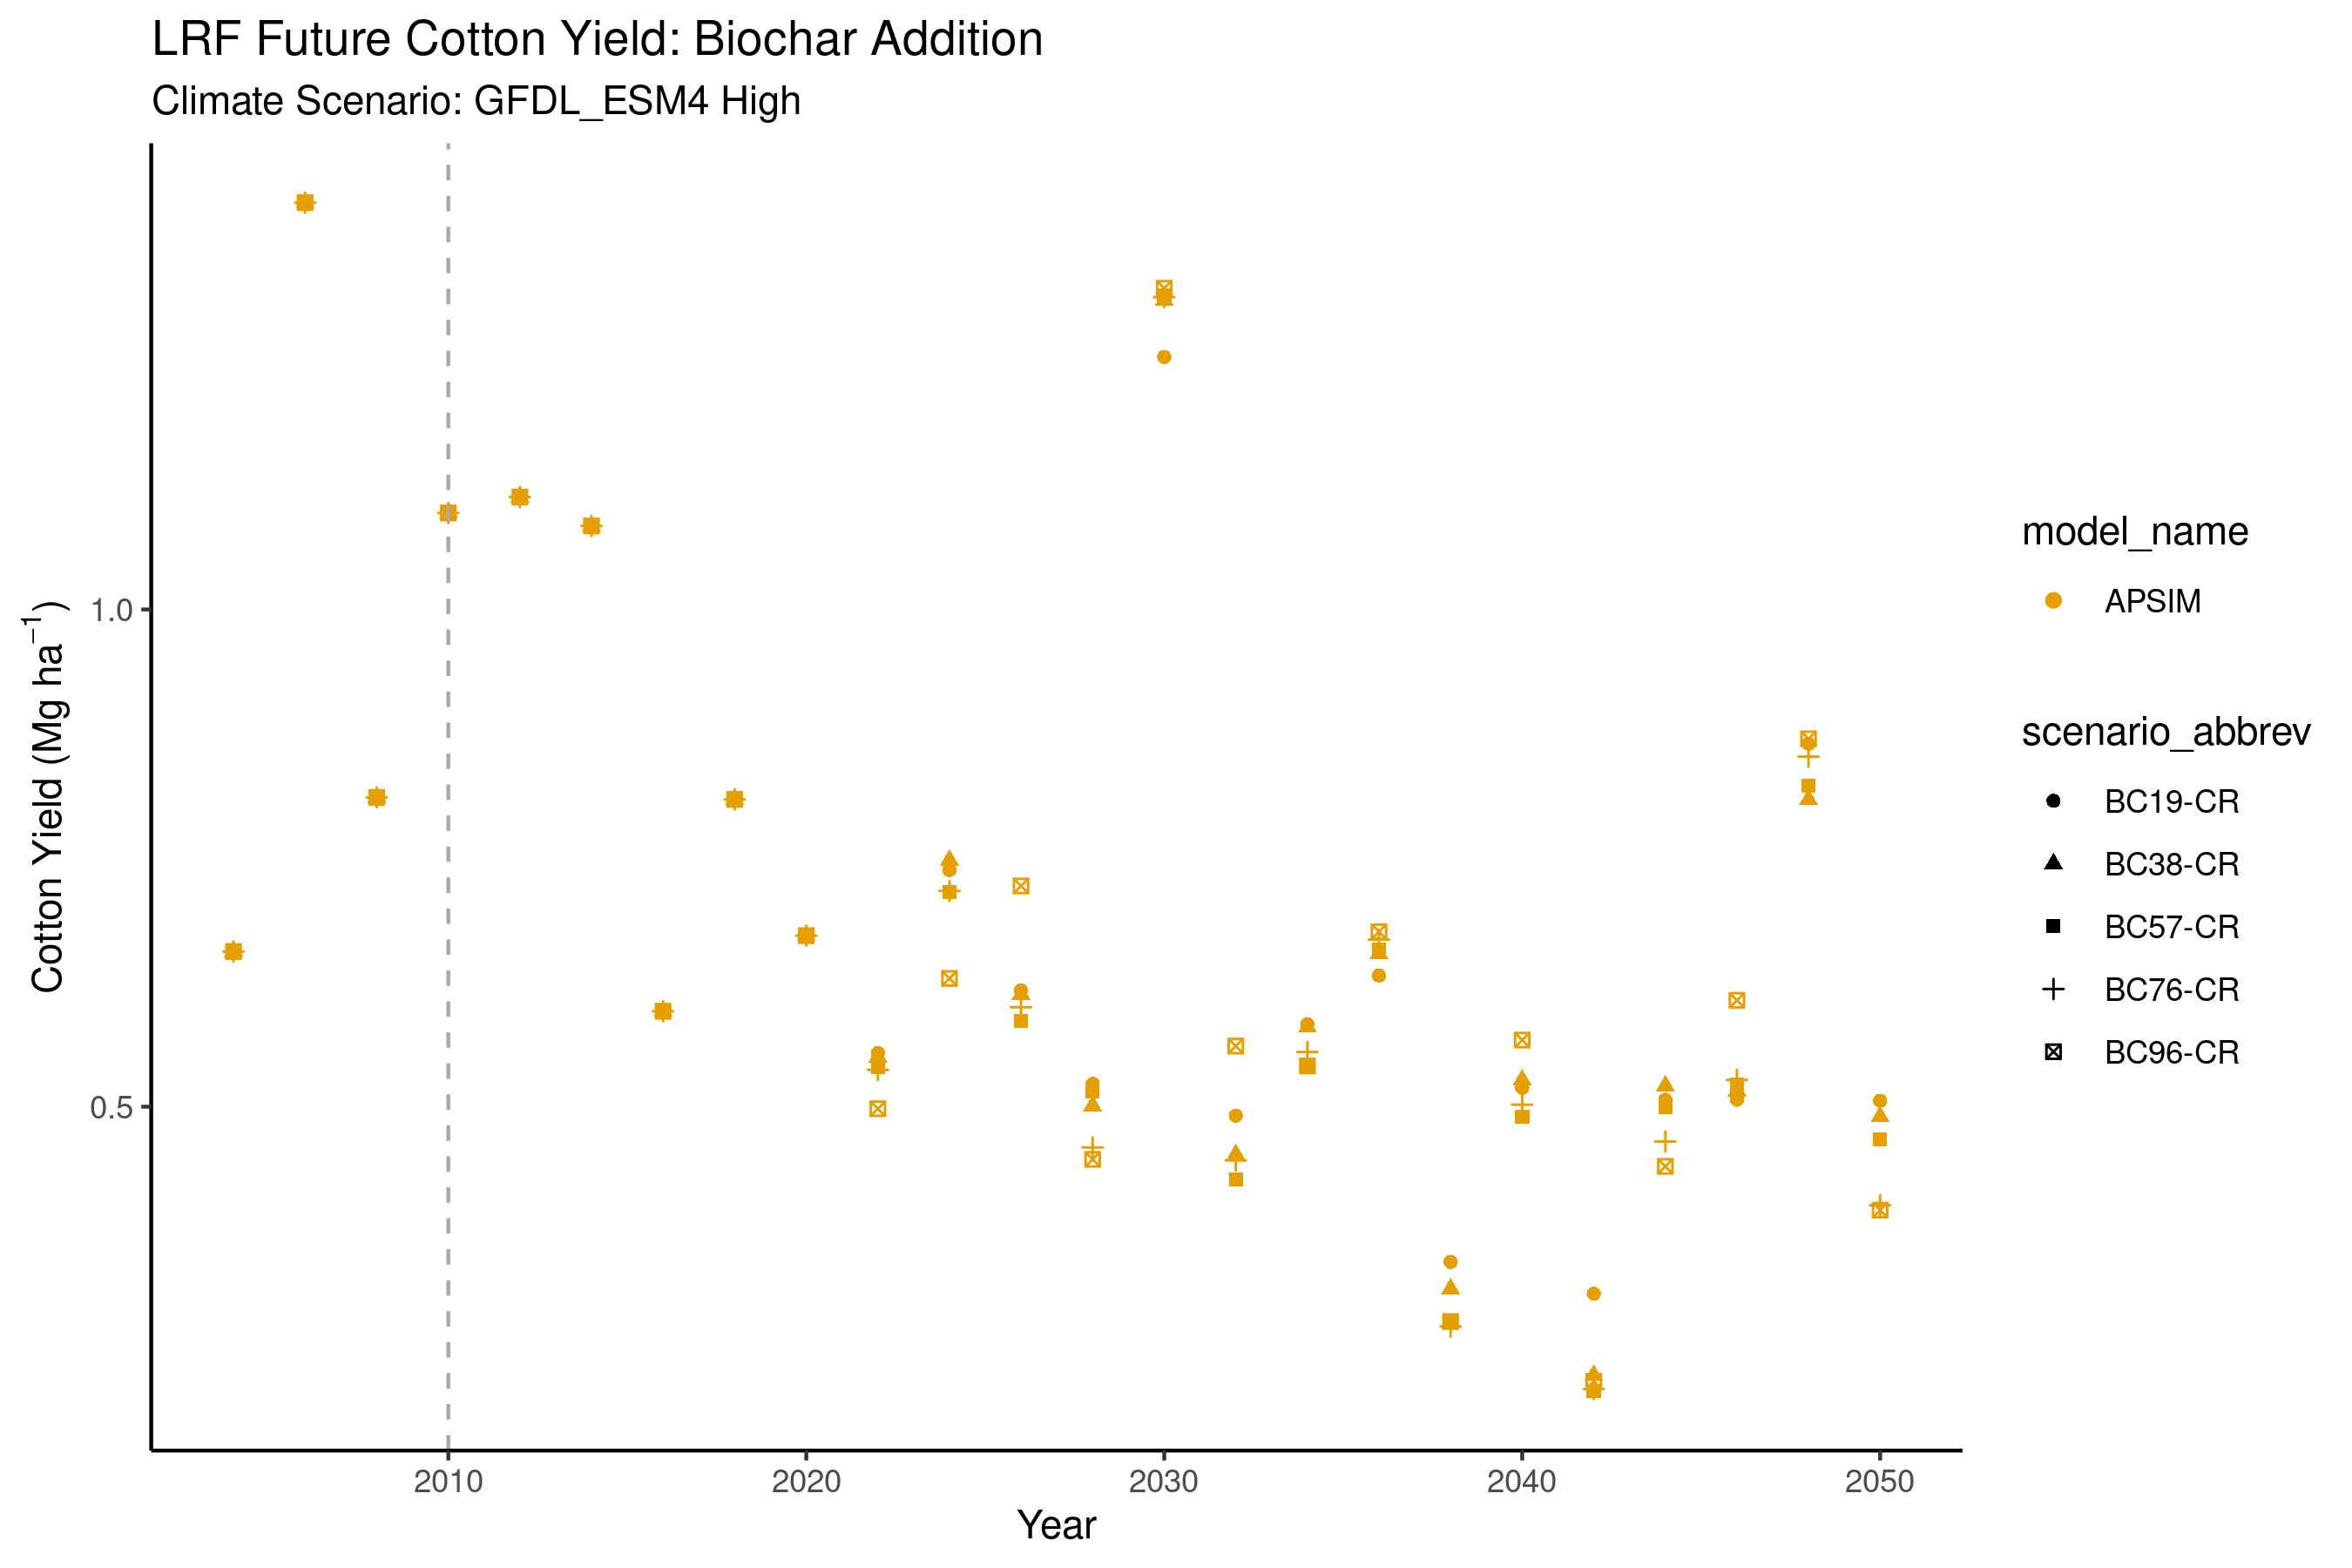 LRF Future Cotton Yield: Biochar Addition
Climate Scenario: GFDL_ESM4 High
Cotton Yield (Mg ha⁻¹)
1.0
0.5
2010
2020
2030
2040
2050
Year
model_name
APSIM
scenario_abbrev
BC19-CR
BC38-CR
BC57-CR
BC76-CR
BC96-CR